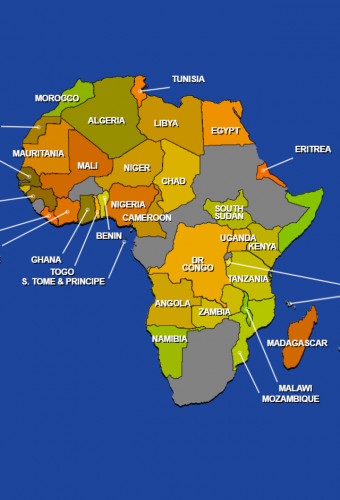 TUNISIA
MOROCCO
ALGERIA
LIBYA
EGYPT
ERITREA
MAURITANIA
MALI
NIGER
CHAD
NIGERIA
SOUTH
SUDAN
CAMEROON
BENIN
UGANDA
KENYA
GHANA
TOGO
S. TOME & PRINCIPE
DR
CONGO
TANZANIA
ANGOLA
ZAMBIA
NAMIBIA
MADAGASCAR
MALAWI
MOZAMBIQUE